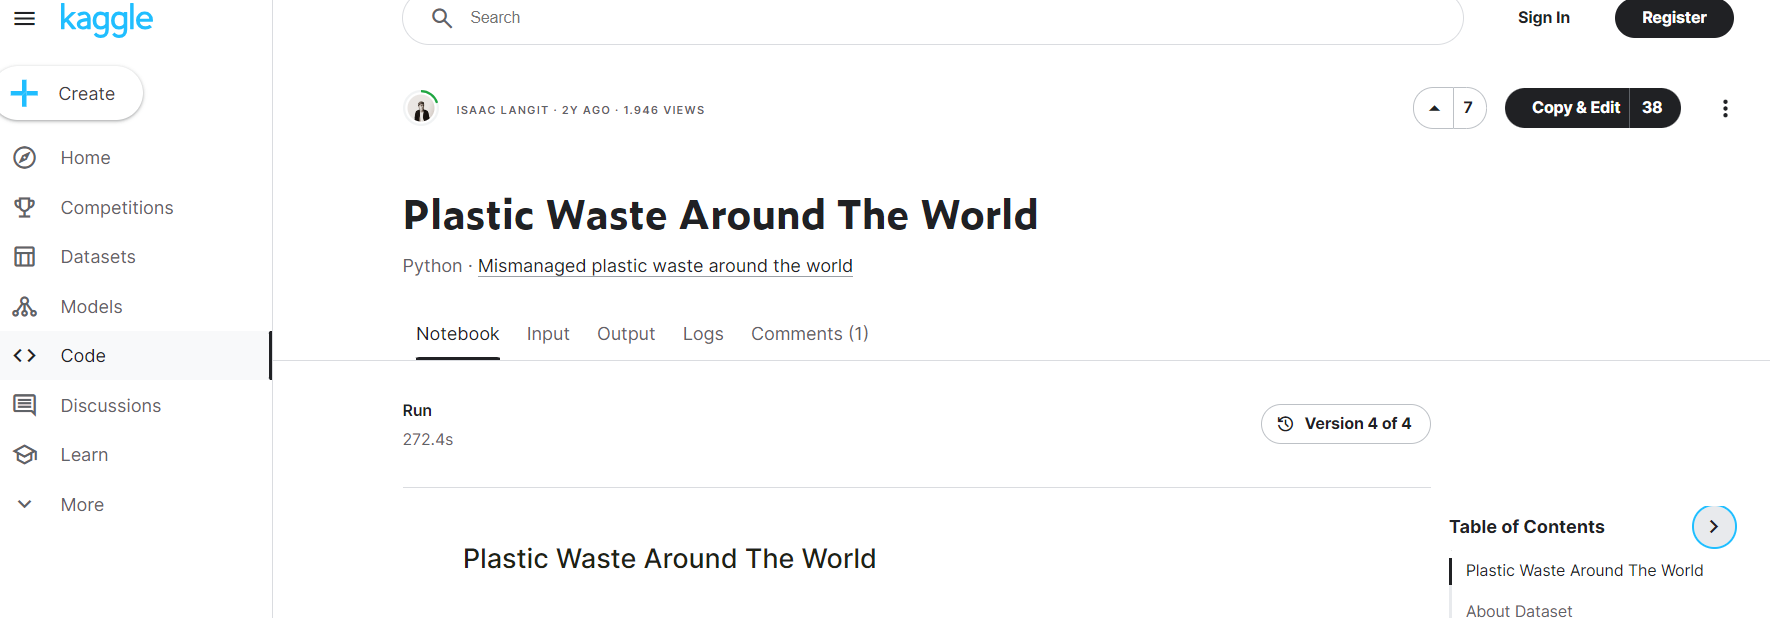 kaggle
Search
Sign In
Register
Create
ISAAC LANGIT · 2Y AGO · 1.946 VIEWS
7
Copy & Edit
38
Home
Competitions
Datasets
Models
Code
Discussions
Learn
More
Plastic Waste Around The World
Python · Mismanaged plastic waste around the world
Notebook Input Output Logs Comments (1)
Run
272.4s
Version 4 of 4
Plastic Waste Around The World
Table of Contents
Plastic Waste Around The World
About Dataset